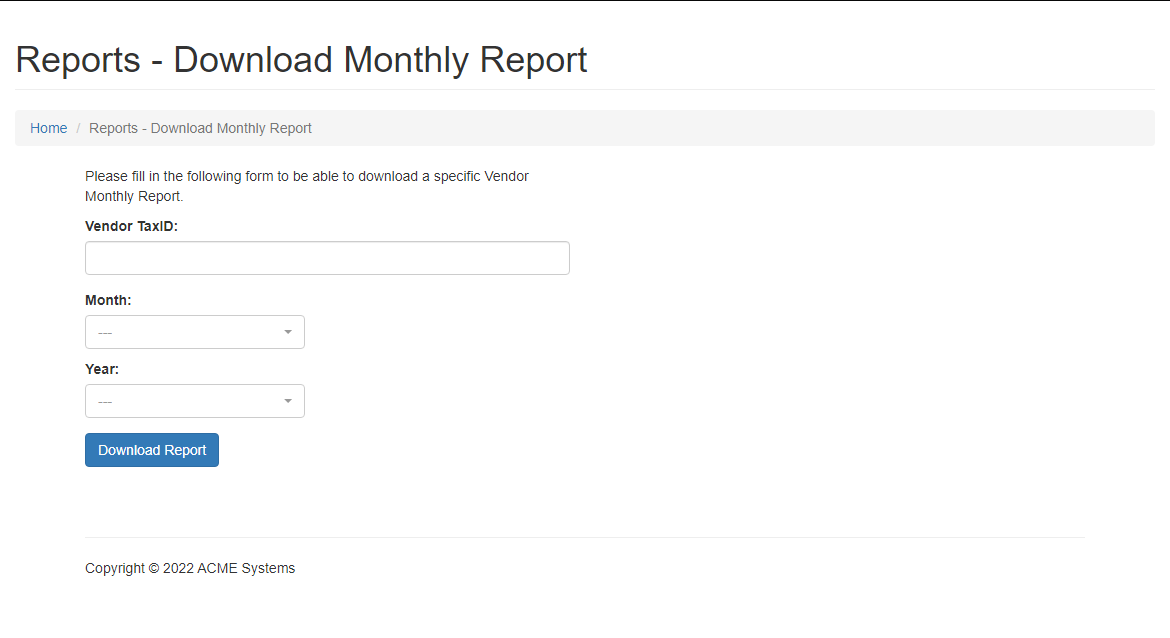 Reports - Download Monthly Report
Home / Reports - Download Monthly Report
Please fill in the following form to be able to download a specific Vendor
Monthly Report.
Vendor TaxID:
Month:
---
Year:
---
Download Report
Copyright © 2022 ACME Systems